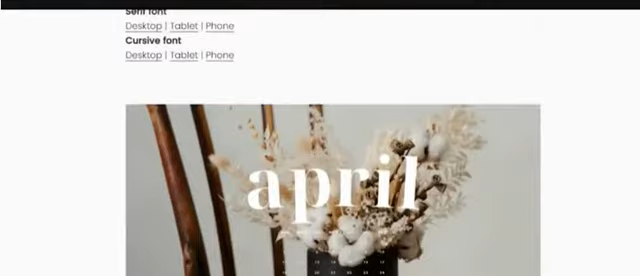 Serif font
Desktop | Tablet | Phone
Cursive font
Desktop | Tablet | Phone
april